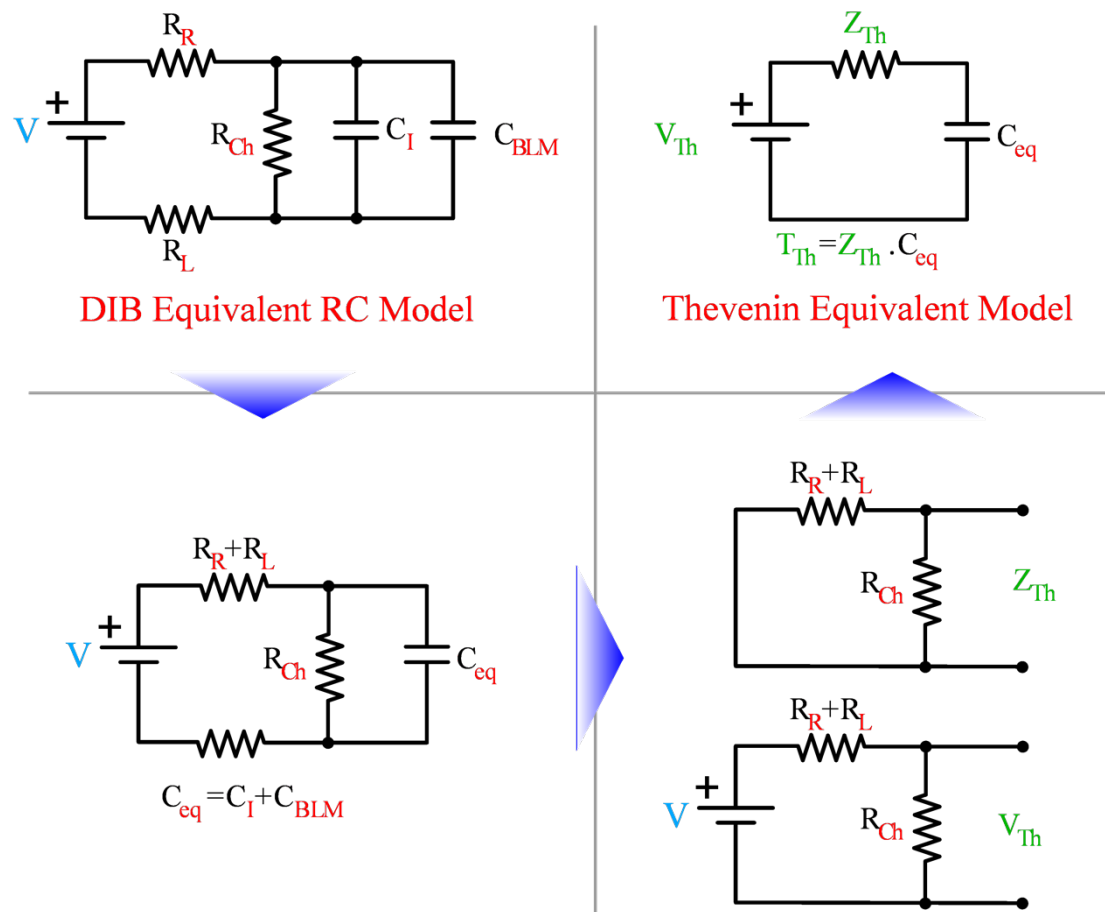 R_R
+
V
R_Ch
C_I
C_BLM
R_L
DIB Equivalent RC Model
Z_Th
+
V_Th
C_eq
T_Th=Z_Th.C_eq
Thevenin Equivalent Model
R_R+R_L
+
V
R_Ch
C_eq
C_eq=C_I+C_BLM
R_R+R_L
R_Ch
Z_Th
R_R+R_L
+
V
R_Ch
V_Th